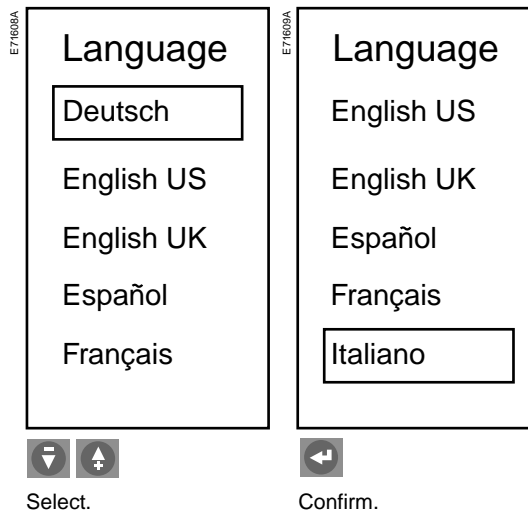 E71608A
Language
Deutsch
English US
English UK
Español
Français
Select.
E71609A
Language
English US
English UK
Español
Français
Italiano
Confirm.